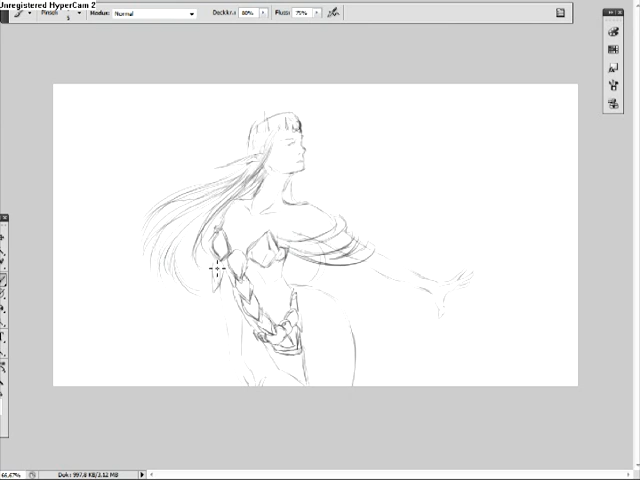 Unregistered HyperCam 2
Pinsel: Modus: Normal Deckkr.: 80% Fluss: 75%
5
66,67% Dok: 997,8 KB/3,12 MB